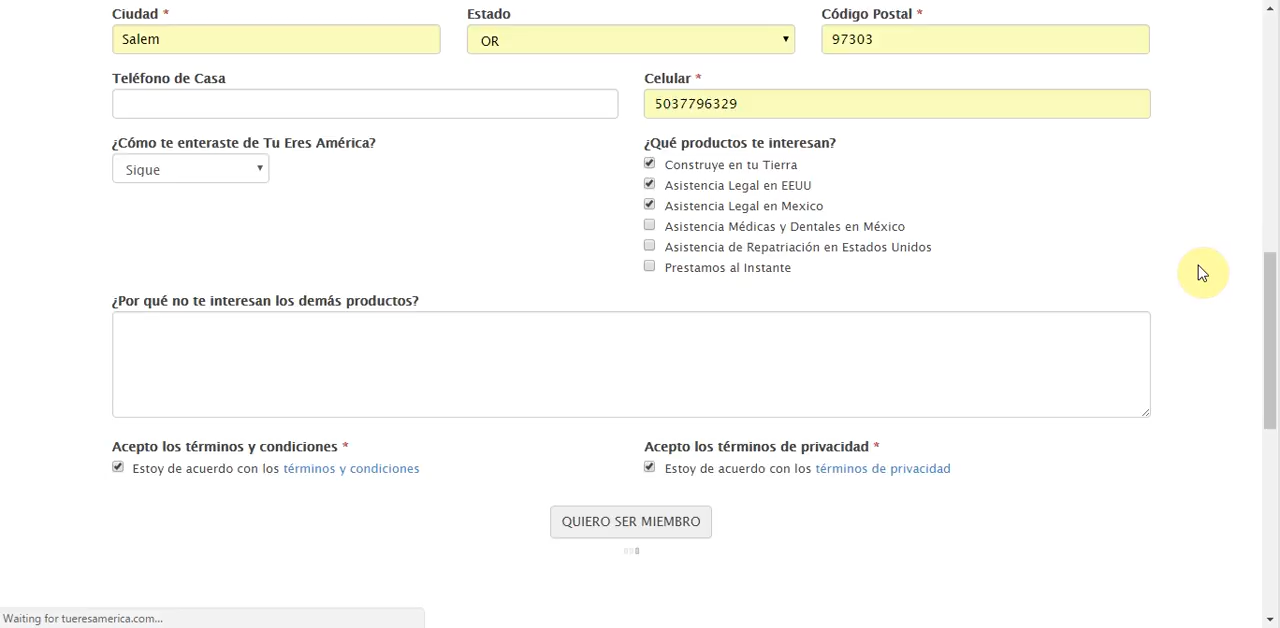 Ciudad * Estado Código Postal *
Salem OR 97303
Teléfono de Casa Celular *
5037796329
¿Cómo te enteraste de Tu Eres América? ¿Qué productos te interesan?
Sigue
Construye en tu Tierra
Asistencia Legal en EEUU
Asistencia Legal en Mexico
Asistencia Médicas y Dentales en México
Asistencia de Repatriación en Estados Unidos
Prestamos al Instante
¿Por qué no te interesan los demás productos?
Acepto los términos y condiciones * Acepto los términos de privacidad *
Estoy de acuerdo con los términos y condiciones Estoy de acuerdo con los términos de privacidad
QUIERO SER MIEMBRO
Waiting for tueresamerica.com...